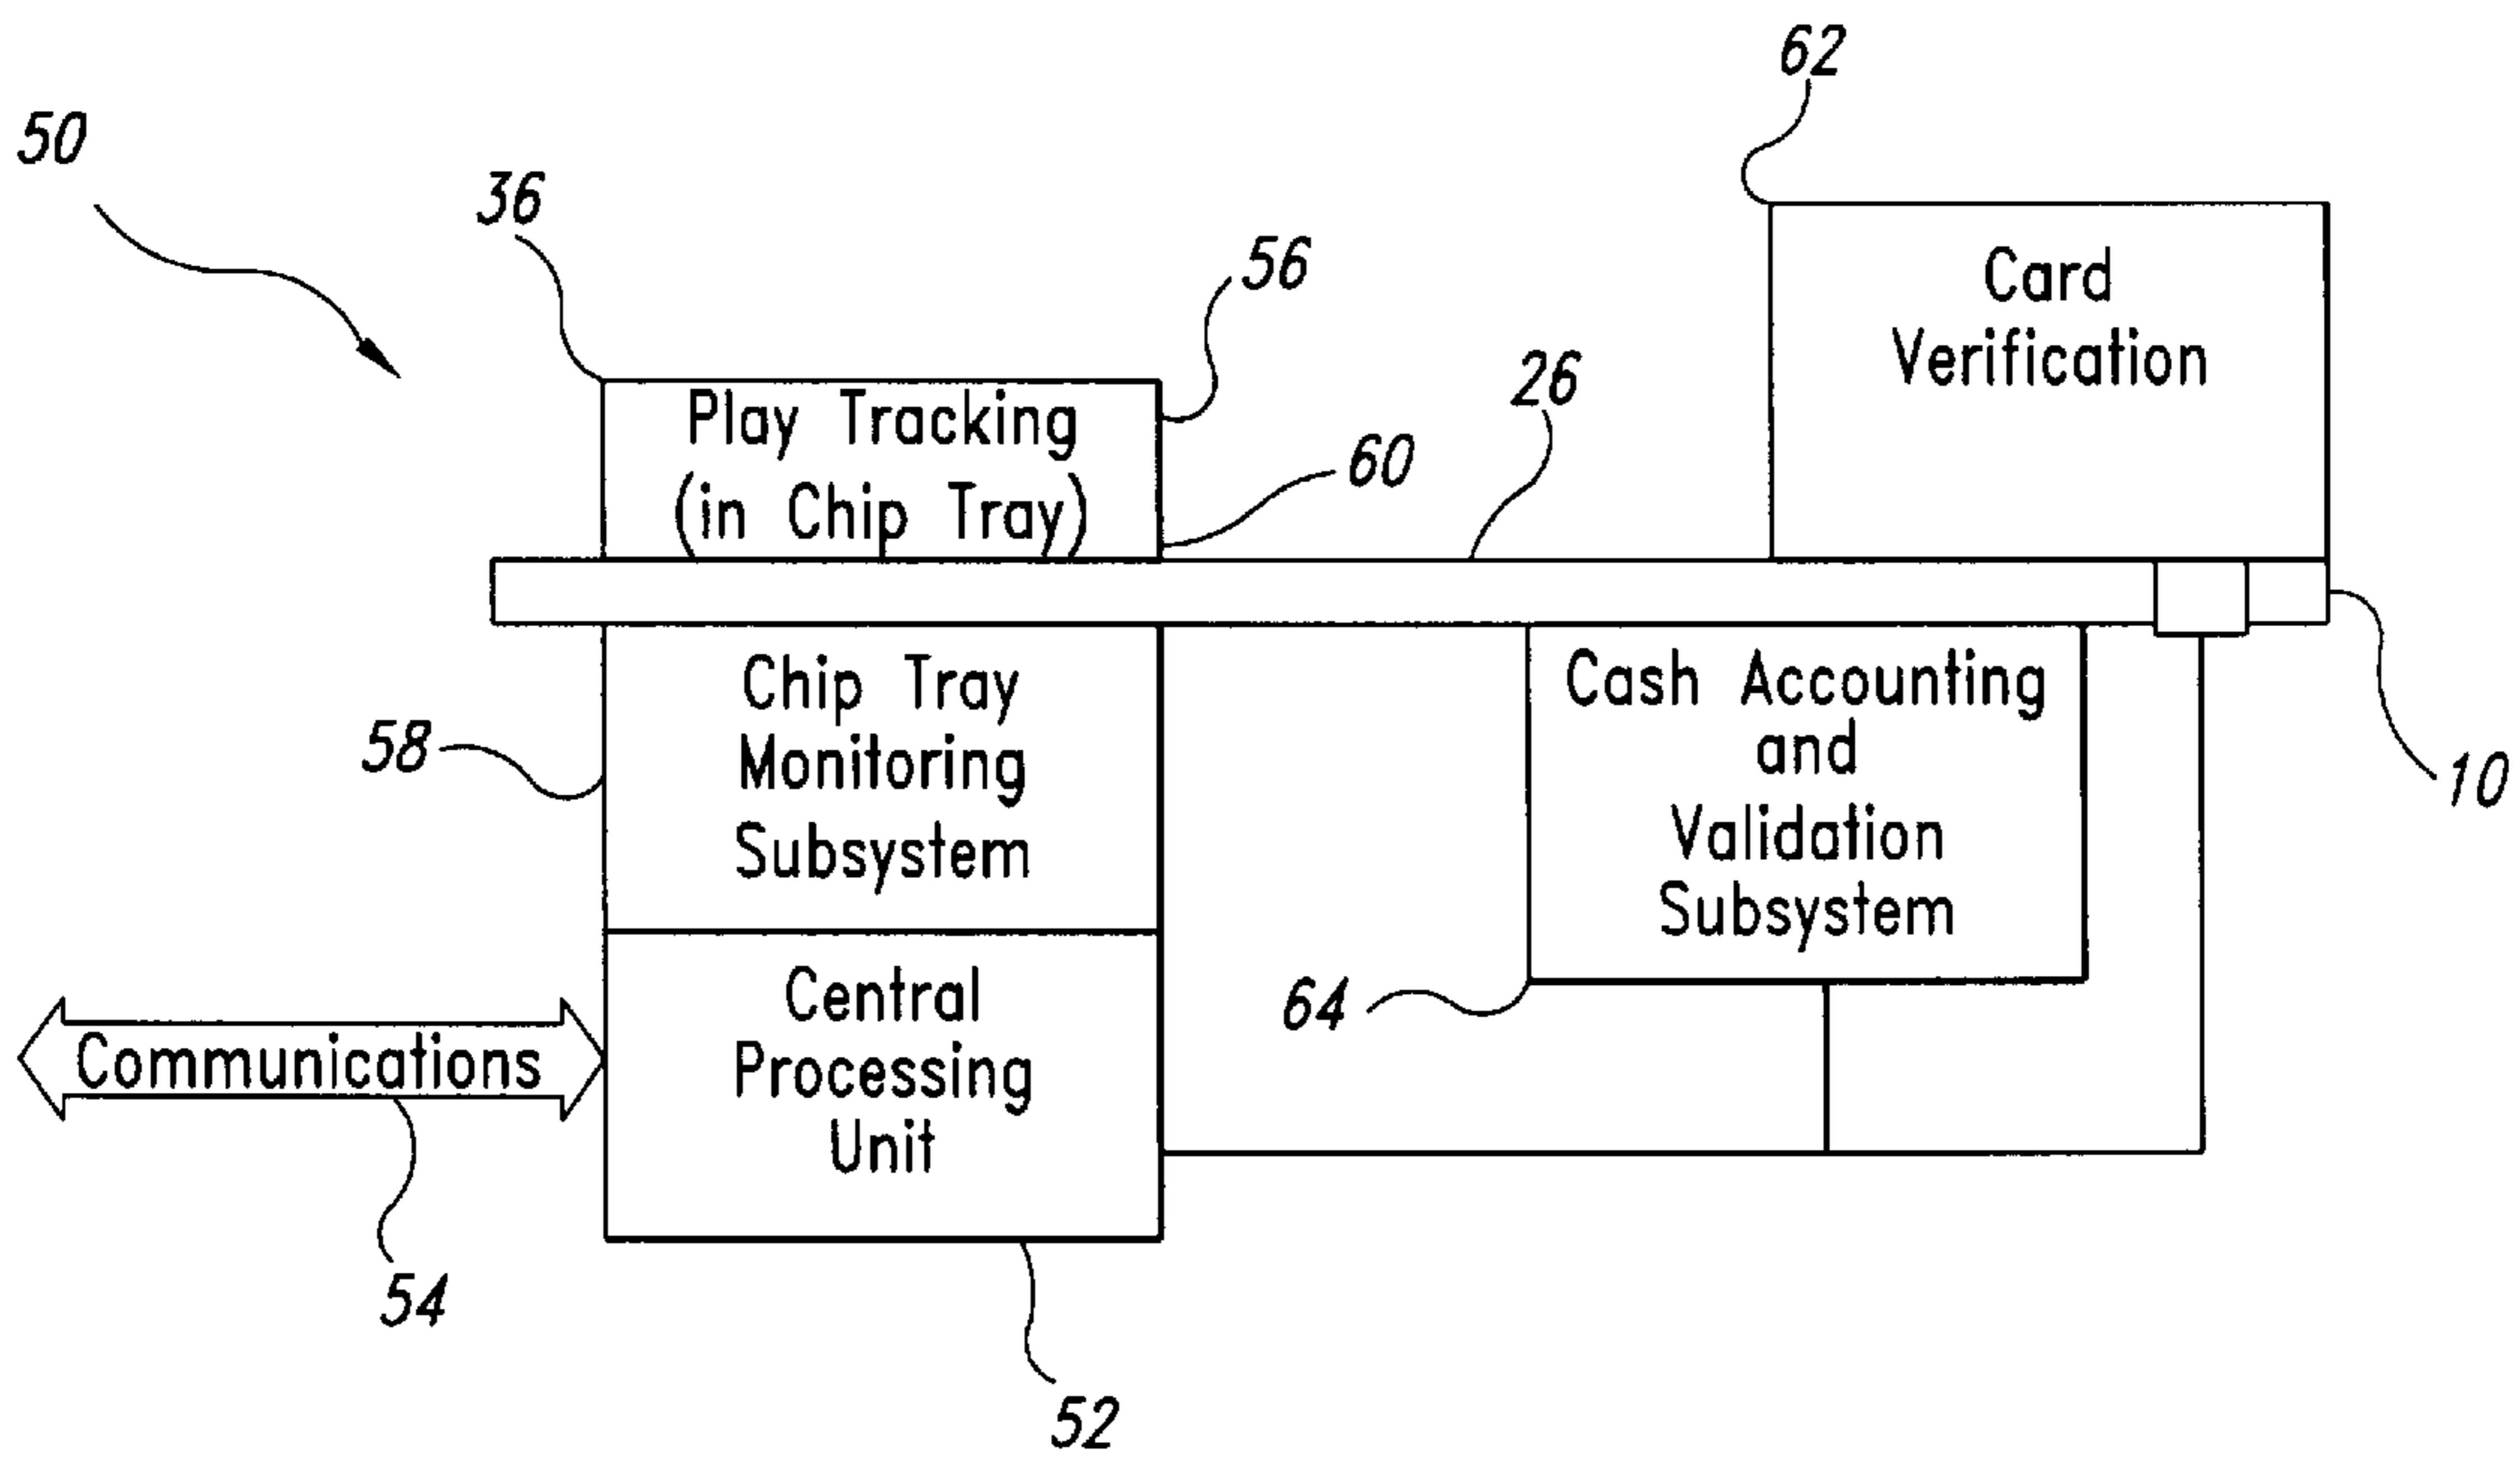 62
50
36
56
Card
Verification
26
Play Tracking
60
(in Chip Tray)
Chip Tray
Monitoring
Subsystem
58
Cash Accounting
and
Validation
Subsystem
10
Central
Processing
Unit
64
Communications
54
52